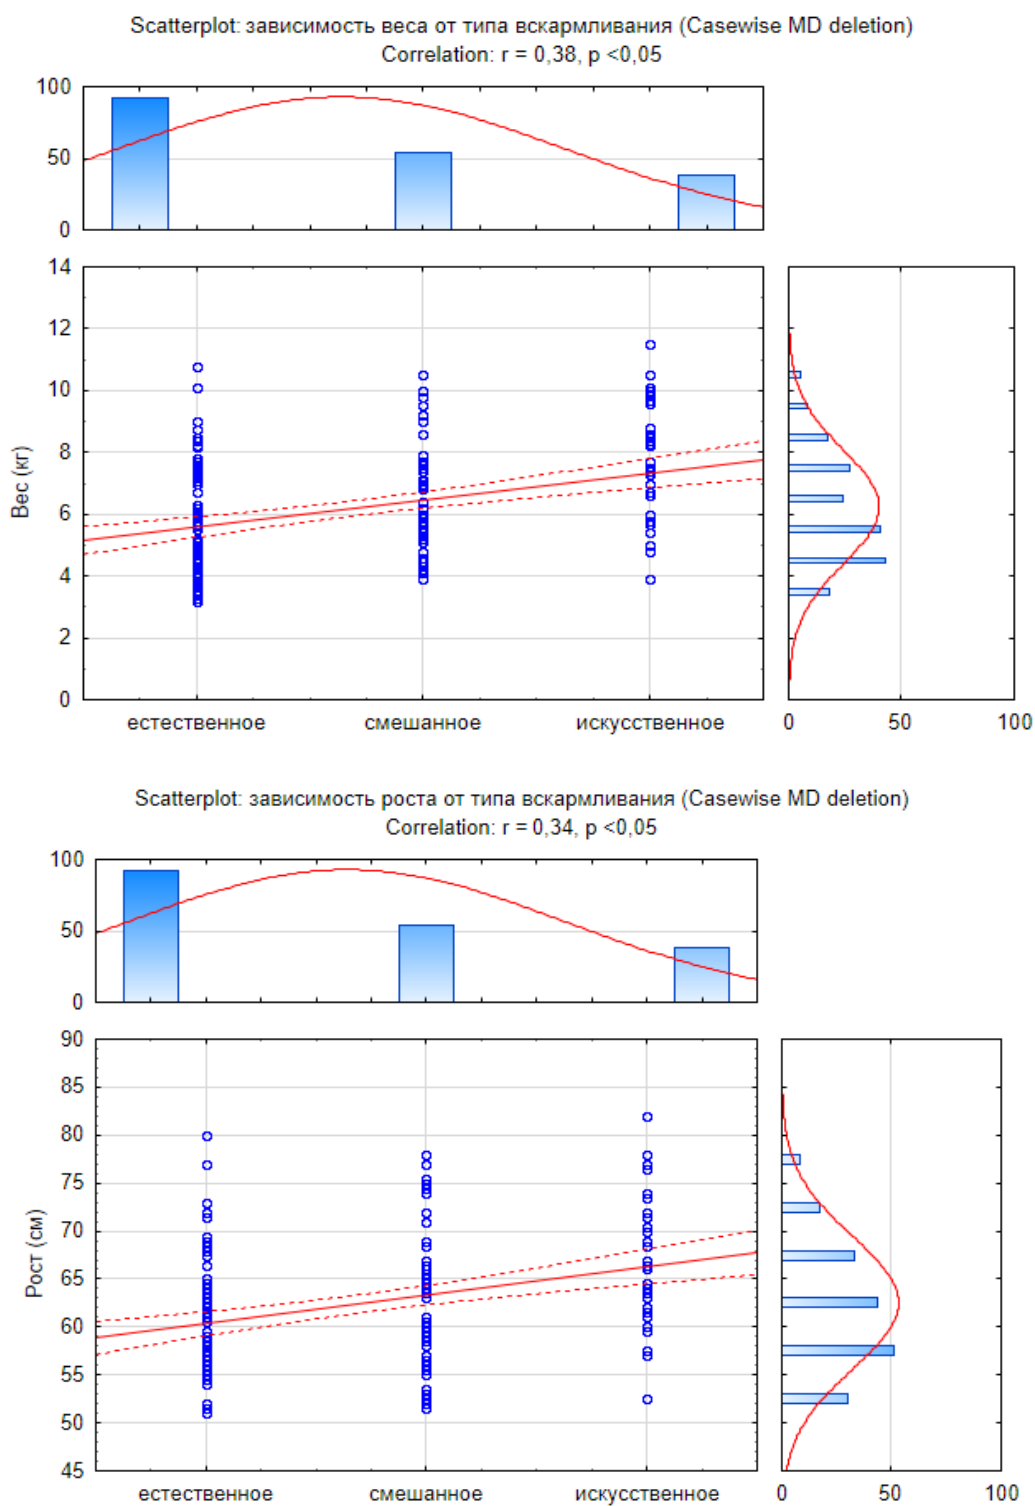 Scatterplot: зависимость веса от типа вскармливания (Casewise MD deletion)
Correlation: r = 0,38, p <0,05
100
50
0
14
12
10
8
6
4
2
0
Вес (кг)
естественное смешанное искусственное
0 50 100
Scatterplot: зависимость роста от типа вскармливания (Casewise MD deletion)
Correlation: r = 0,34, p <0,05
100
50
0
90
85
80
75
70
65
60
55
50
45
Рост (см)
естественное смешанное искусственное
0 50 100